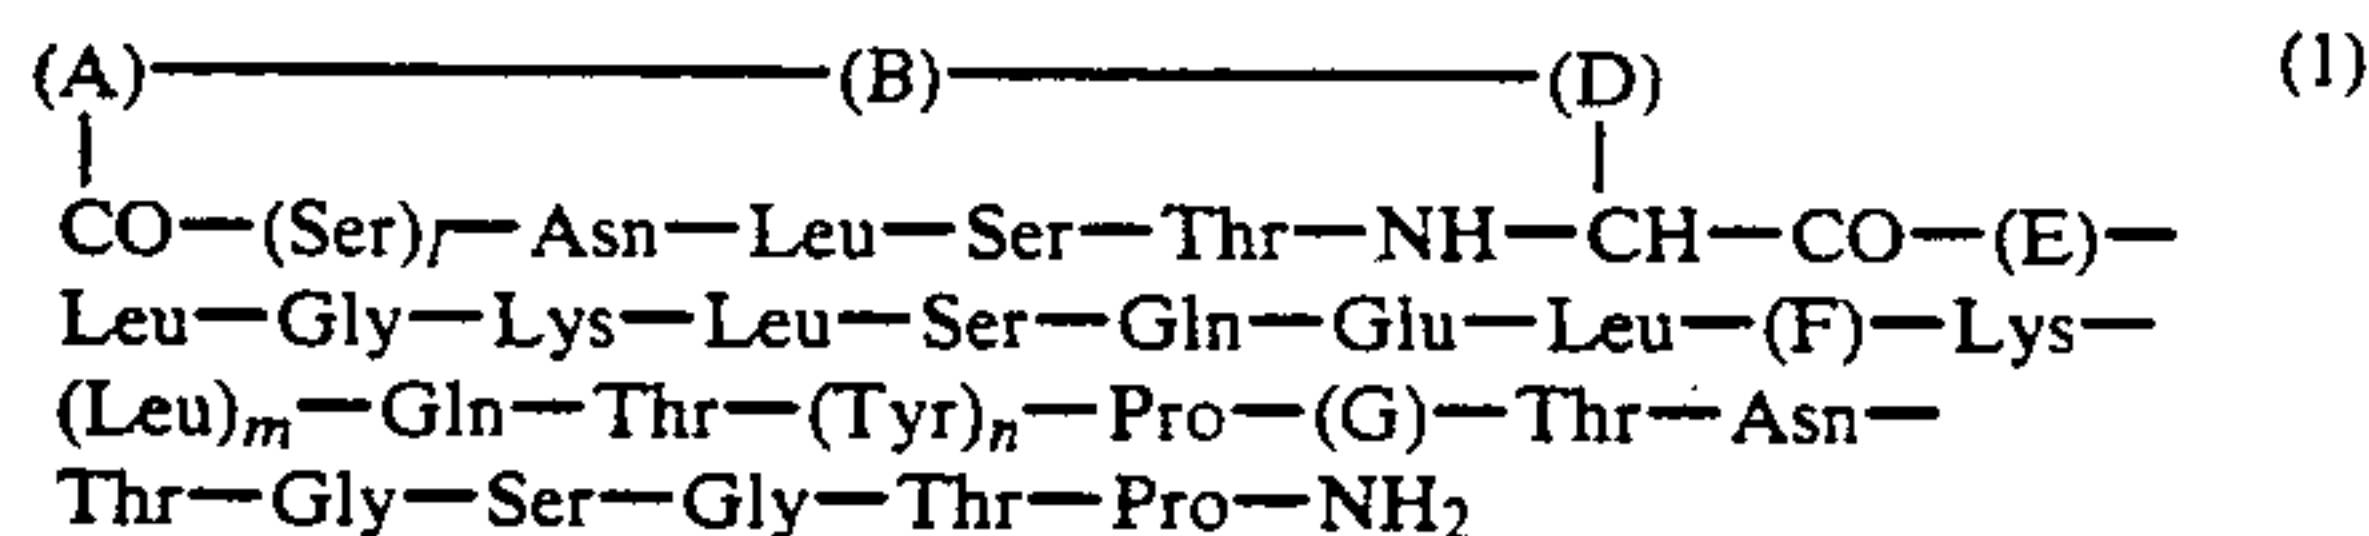 (A)—(B)—(D) (1)
CO—(Ser)r—Asn—Leu—Ser—Thr—NH—CH—CO—(E)—
Leu—Gly—Lys—Leu—Ser—Gln—Glu—Leu—(F)—Lys—
(Leu)m—Gln—Thr—(Tyr)n—Pro—(G)—Thr—Asn—
Thr—Gly—Ser—Gly—Thr—Pro—NH2